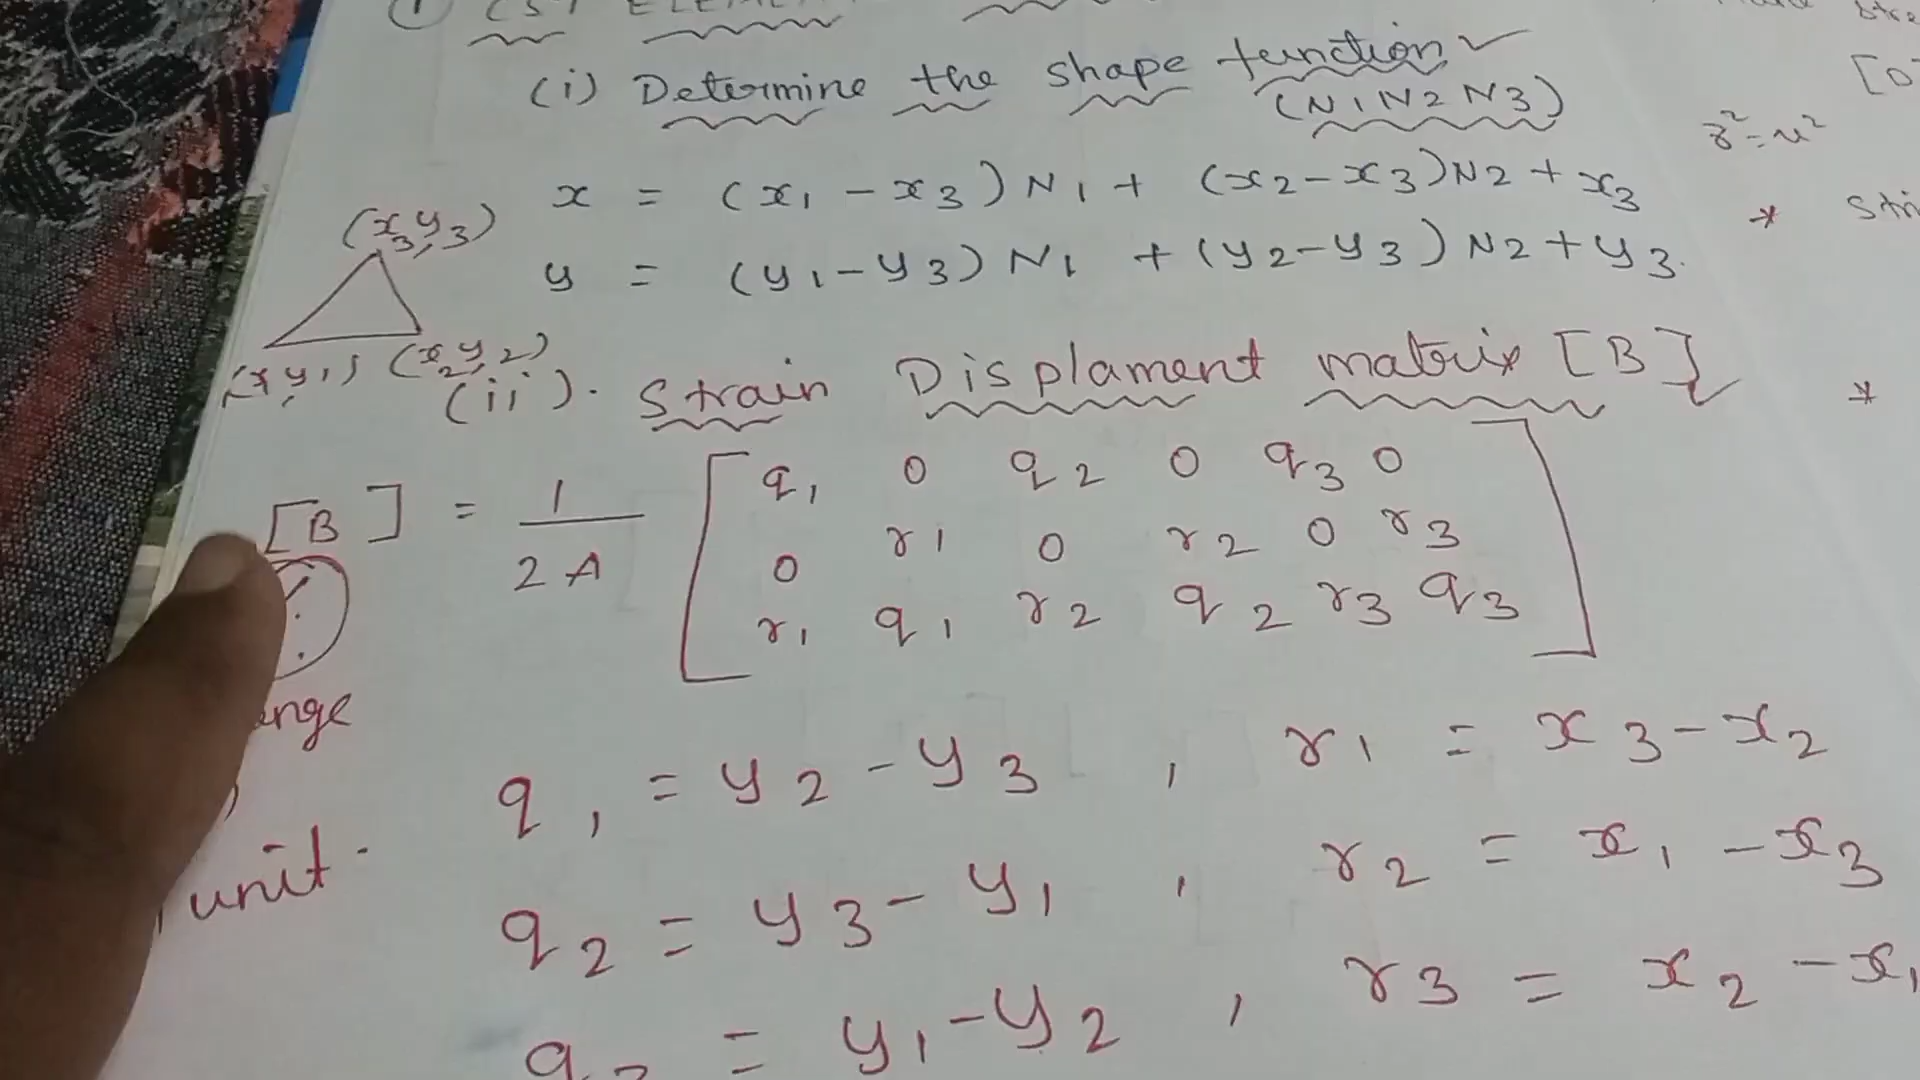 (i) Determine the shape function
(N1 N2 N3)
x = (x1 - x3) N1 + (x2 - x3) N2 + x3
y = (y1 - y3) N1 + (y2 - y3) N2 + y3.
(x3, y3)
(x, y1) (x2, y2)
(ii). Strain Displament matrix [B]
[B] = 1 / 2A
q1 0 q2 0 q3 0
0 r1 0 r2 0 r3
r1 q1 r2 q2 r3 q3
q1 = y2 - y3 , r1 = x3 - x2
unit.
q2 = y3 - y1 , r2 = x1 - x3
= y1 - y2 , r3 = x2 - x1
r² = x²
*
*